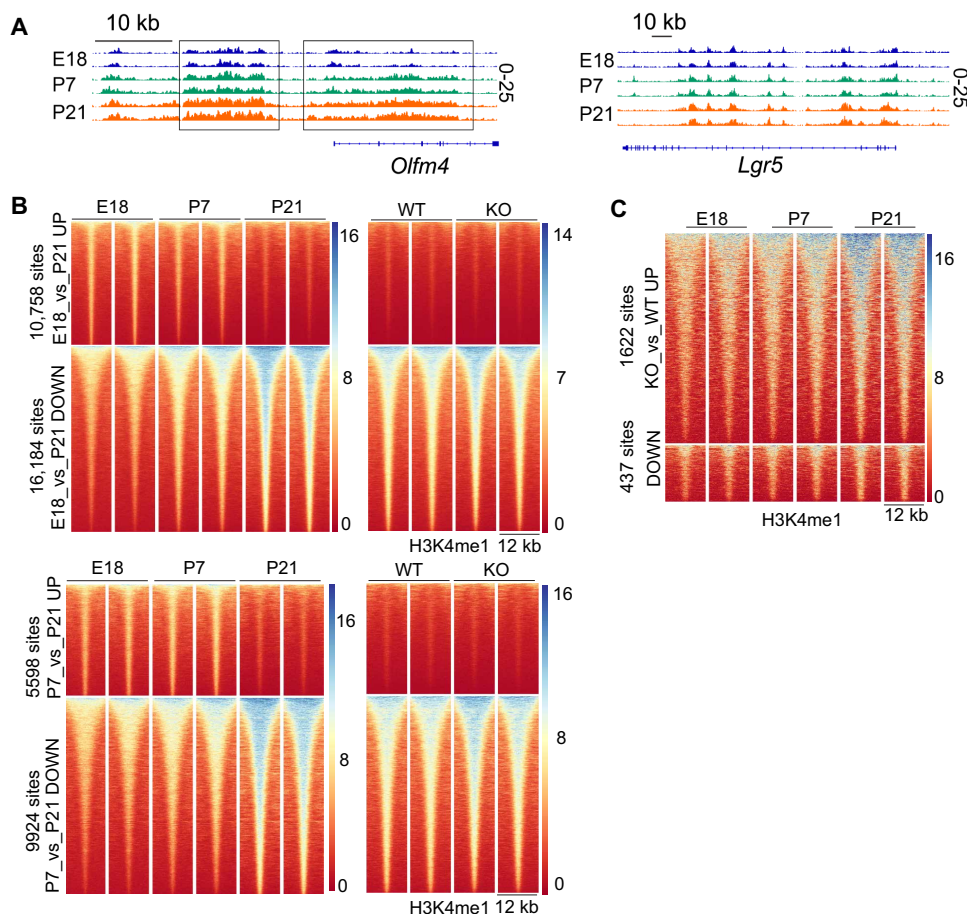 A
10 kb
E18
P7
P21
0-25
Olfm4
10 kb
E18
P7
P21
0-25
Lgr5
B
E18 P7 P21
WT KO
10,758 sites
E18_vs_P21 UP
16,184 sites
E18_vs_P21 DOWN
16
8
0
14
7
0
H3K4me1 12 kb
E18 P7 P21
WT KO
5598 sites
P7_vs_P21 UP
9924 sites
P7_vs_P21 DOWN
16
8
0
16
8
0
H3K4me1 12 kb
C
E18 P7 P21
1622 sites
KO_vs_WT UP
437 sites
DOWN
16
8
0
H3K4me1 12 kb